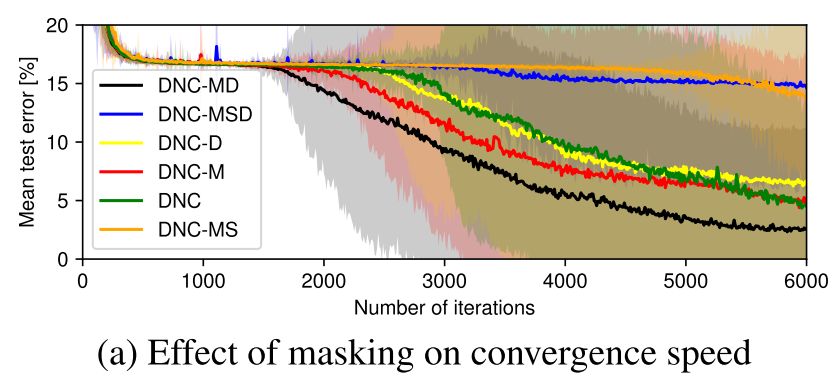 20
15
10
5
0
Mean test error [%]
DNC-MD
DNC-MSD
DNC-D
DNC-M
DNC
DNC-MS
0 1000 2000 3000 4000 5000 6000
Number of iterations
(a) Effect of masking on convergence speed